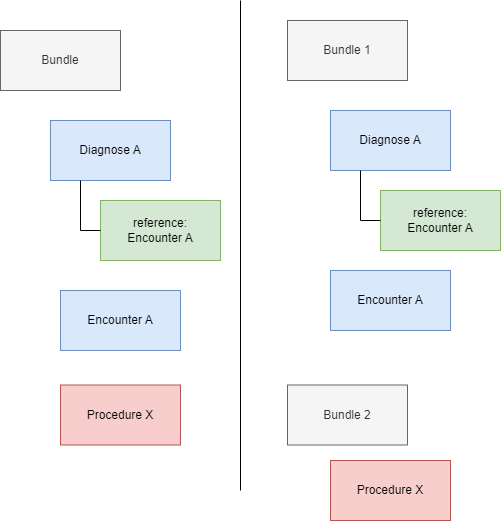 Bundle
Diagnose A
reference:
Encounter A
Encounter A
Procedure X
Bundle 1
Diagnose A
reference:
Encounter A
Encounter A
Bundle 2
Procedure X